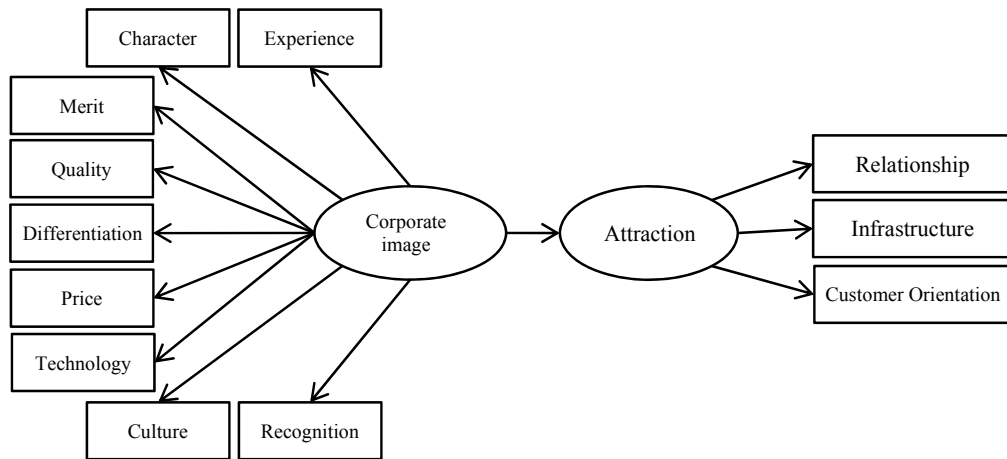 Character
Experience
Merit
Quality
Differentiation
Price
Technology
Culture
Recognition
Corporate
image
Attraction
Relationship
Infrastructure
Customer Orientation